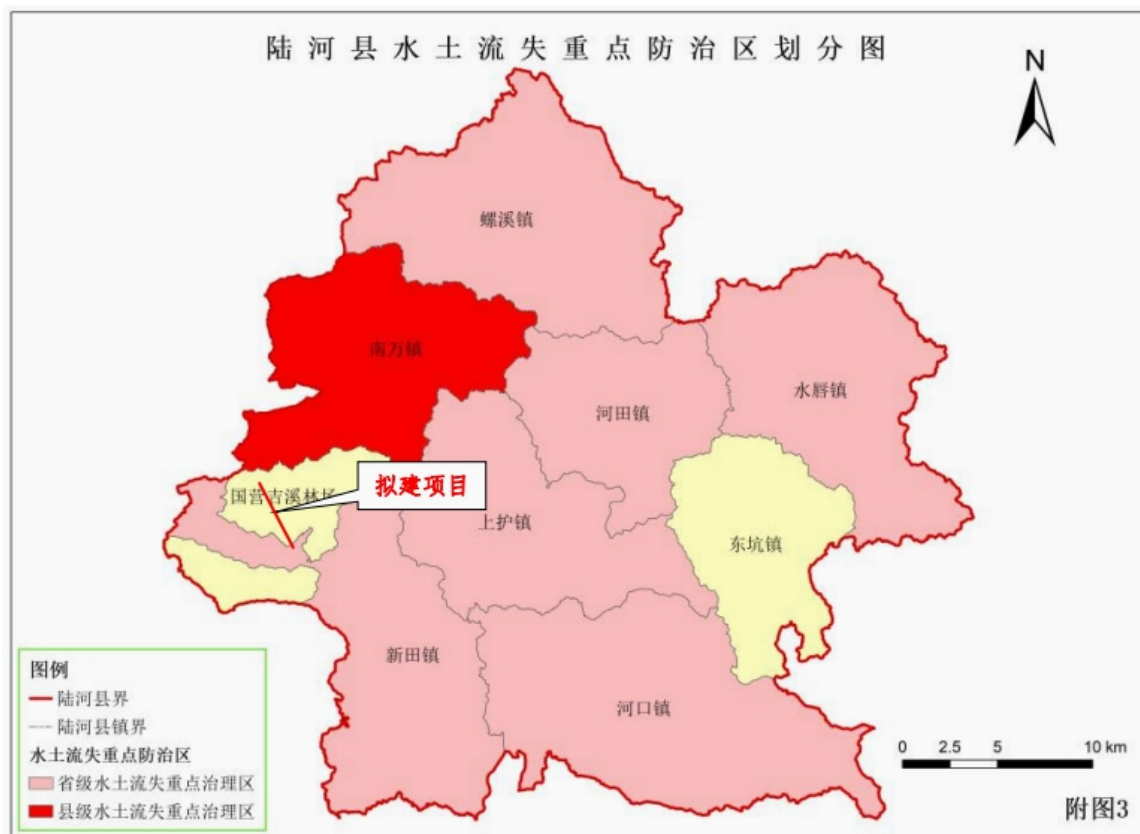 陆河县水土流失重点防治区划分图
N
螺溪镇
南万镇
河田镇
水唇镇
国营吉溪林场
拟建项目
上护镇
东坑镇
新田镇
河口镇
图例
陆河县界
陆河县镇界
水土流失重点防治区
省级水土流失重点治理区
县级水土流失重点治理区
0 2.5 5 10 km
附图3